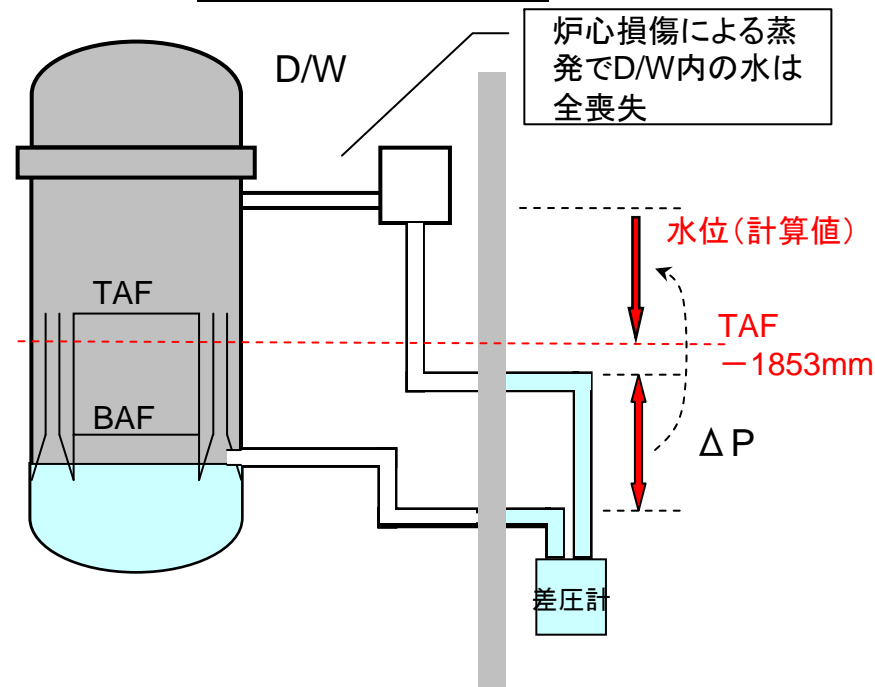 D/W
炉心損傷による蒸
発でD/W内の水は
全喪失
水位（計算値）
TAF
TAF
－1853mm
BAF
ΔP
差圧計